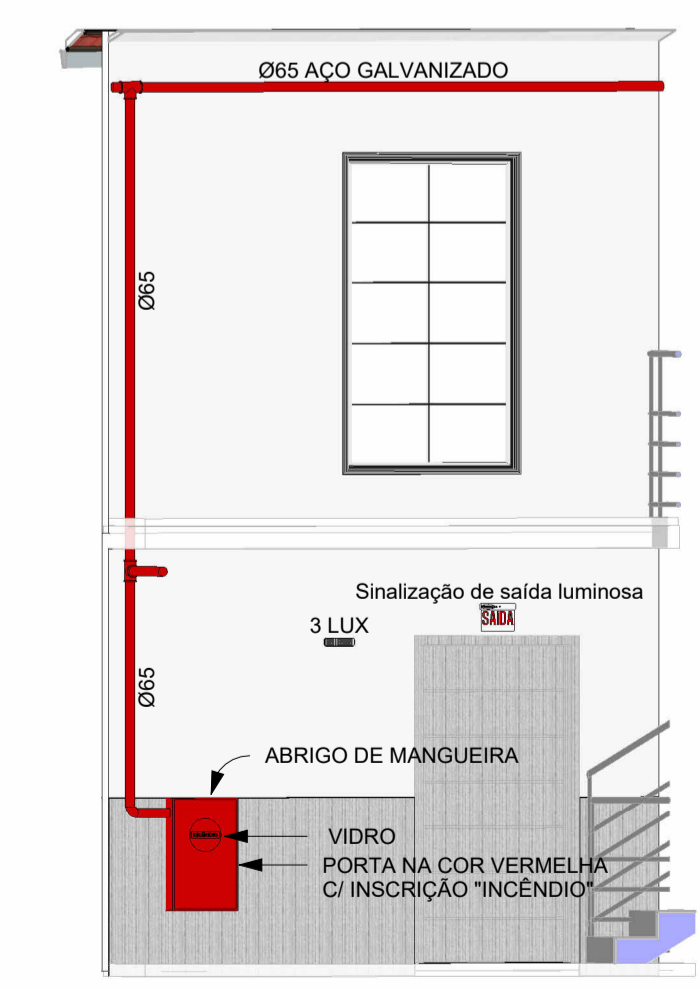 Ø65 AÇO GALVANIZADO
Ø65
Sinalização de saída luminosa
SAIDA
3 LUX
Ø65
ABRIGO DE MANGUEIRA
VIDRO
PORTA NA COR VERMELHA
C/ INSCRIÇÃO "INCÊNDIO"